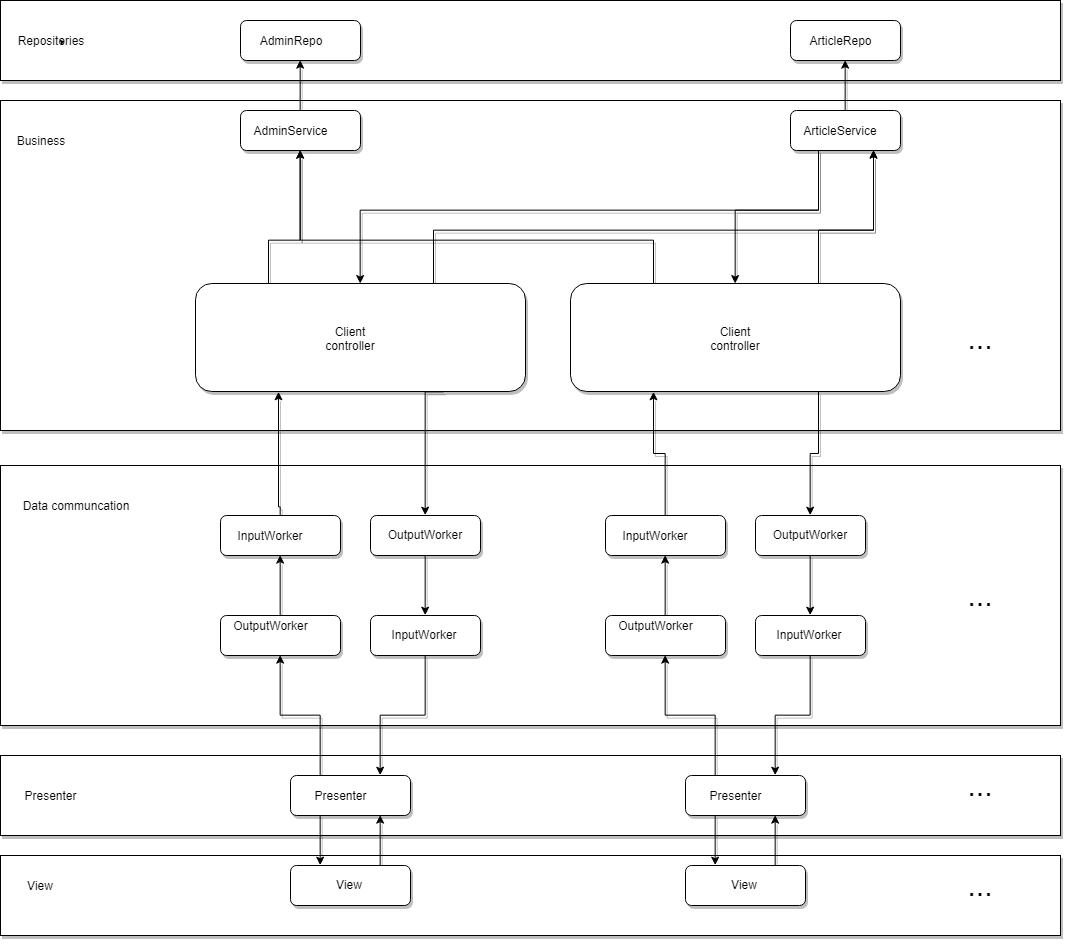 Repositories
AdminRepo
ArticleRepo
AdminService
ArticleService
Business
Client
controller
Client
controller
...
Data communcation
InputWorker
OutputWorker
InputWorker
OutputWorker
...
OutputWorker
InputWorker
OutputWorker
InputWorker
Presenter
Presenter
Presenter
...
View
View
View
...